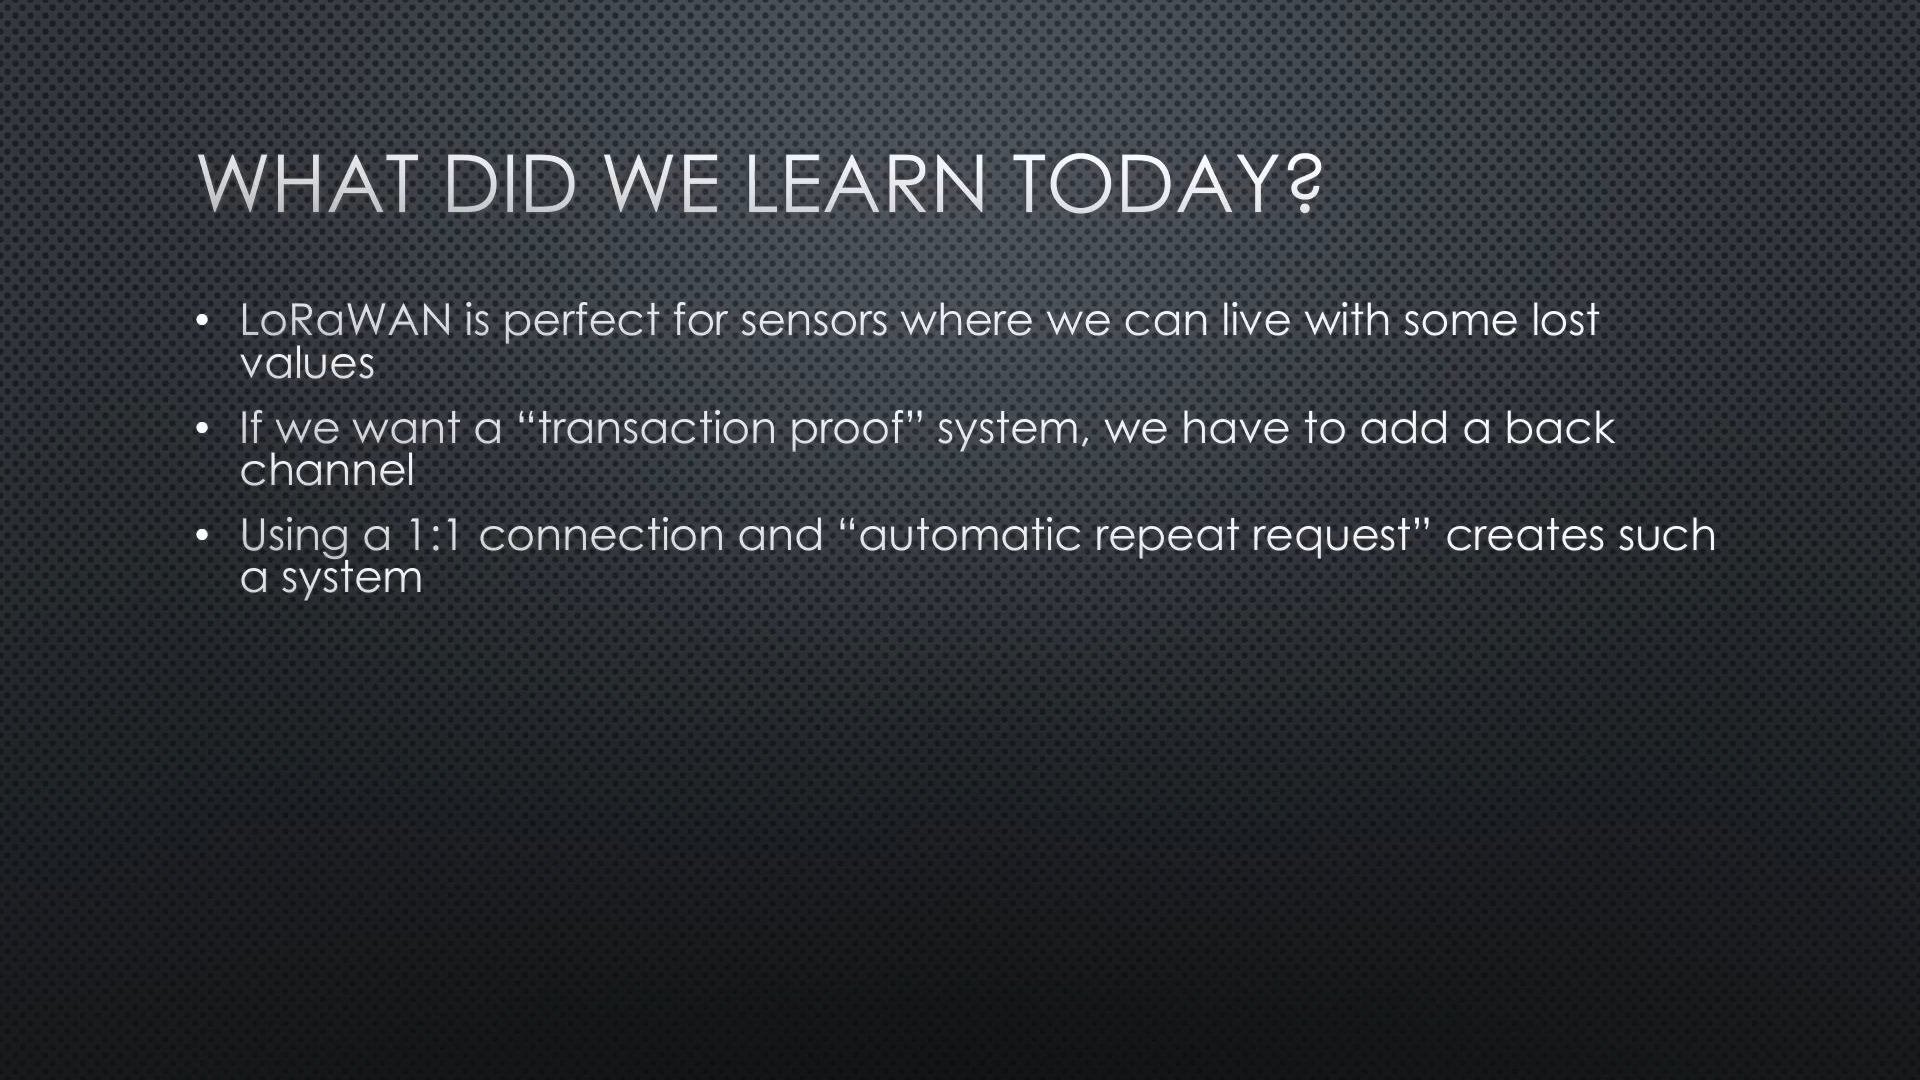 WHAT DID WE LEARN TODAY?
• LoRaWAN is perfect for sensors where we can live with some lost
values
• If we want a “transaction proof” system, we have to add a back
channel
• Using a 1:1 connection and “automatic repeat request” creates such
a system